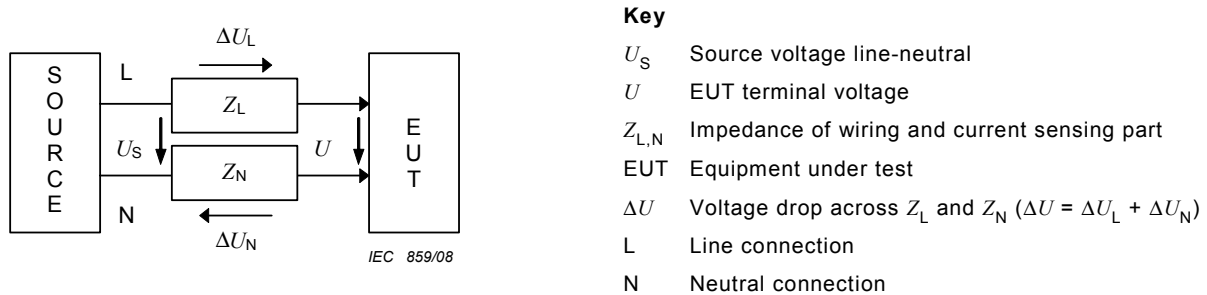 ΔU_L
SOURCE
L
Z_L
U_S
U
EUT
Z_N
N
ΔU_N
IEC 859/08
Key
U_S Source voltage line-neutral
U EUT terminal voltage
Z_L,N Impedance of wiring and current sensing part
EUT Equipment under test
ΔU Voltage drop across Z_L and Z_N (ΔU = ΔU_L + ΔU_N)
L Line connection
N Neutral connection